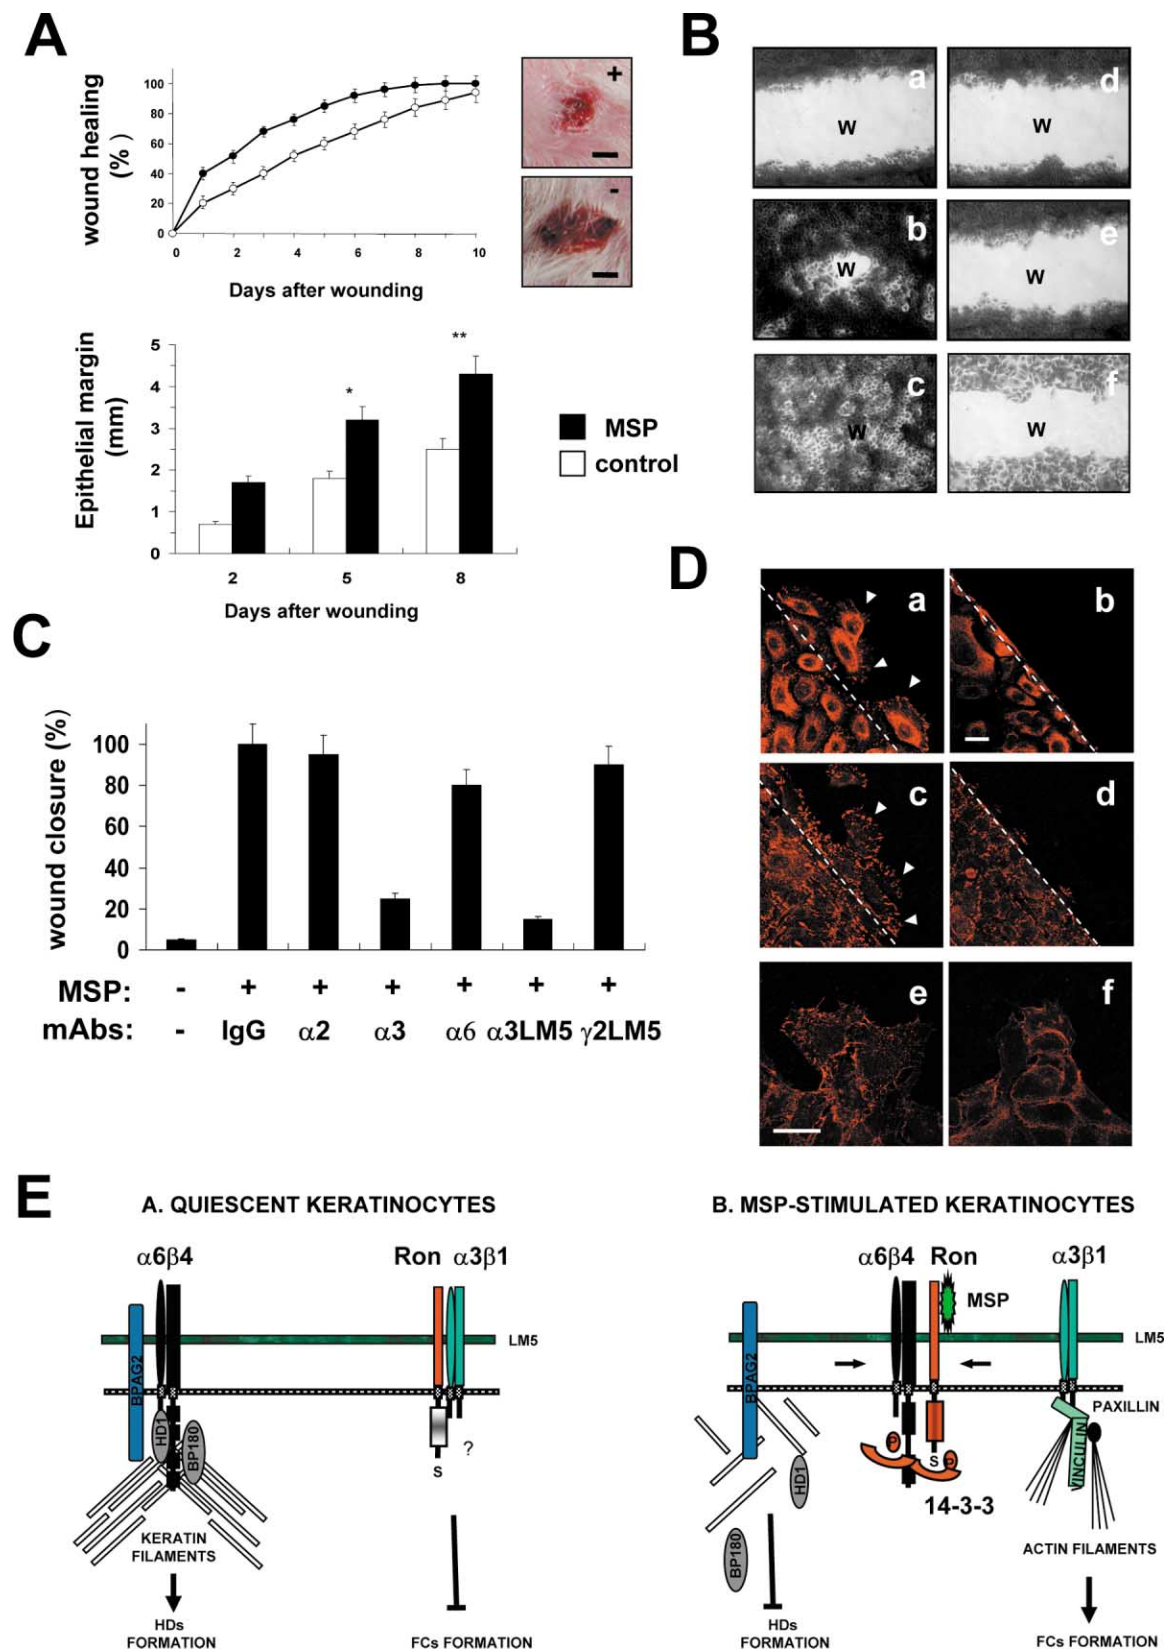 A
wound healing
(%)
100
80
60
40
20
0
0 2 4 6 8 10
Days after wounding
+
-
Epithelial margin
(mm)
5
4
3
2
1
0
*
**
2 5 8
Days after wounding
MSP
control
B
a
W
d
W
b
W
e
W
c
W
f
W
C
wound closure (%)
100
80
60
40
20
0
MSP: - + + + + + +
mAbs: - IgG α2 α3 α6 α3LM5 γ2LM5
D
a
b
c
d
e
f
E
A. QUIESCENT KERATINOCYTES
α6β4
Ron α3β1
LM5
BPAG2
HD1
BP180
S
?
KERATIN
FILAMENTS
HDs
FORMATION
FCs FORMATION
B. MSP-STIMULATED KERATINOCYTES
α6β4 Ron
α3β1
MSP
LM5
BPAG2
PAXILLIN
VINCULIN
HD1
P
S
P
14-3-3
BP180
ACTIN FILAMENTS
HDs
FORMATION
FCs FORMATION